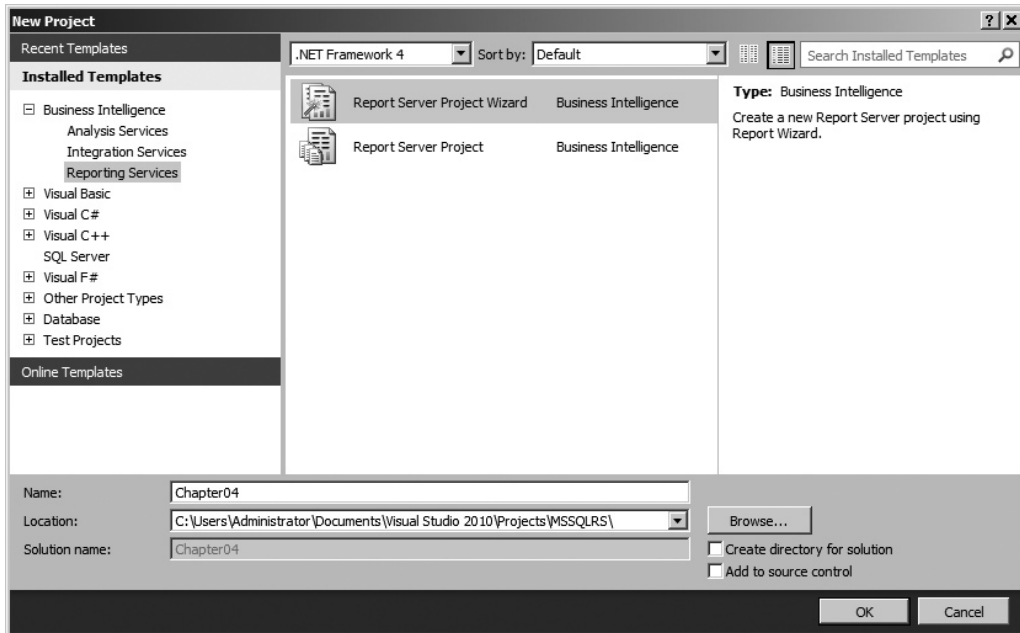 New Project
Recent Templates
.NET Framework 4
Sort by: Default
Search Installed Templates
Installed Templates
Business Intelligence
Analysis Services
Integration Services
Reporting Services
Visual Basic
Visual C#
Visual C++
SQL Server
Visual F#
Other Project Types
Database
Test Projects
Online Templates
Report Server Project Wizard Business Intelligence
Report Server Project Business Intelligence
Type: Business Intelligence
Create a new Report Server project using
Report Wizard.
Name: Chapter04
Location: C:\Users\Administrator\Documents\Visual Studio 2010\Projects\MSSQLRS\
Browse...
Solution name: Chapter04
Create directory for solution
Add to source control
OK Cancel